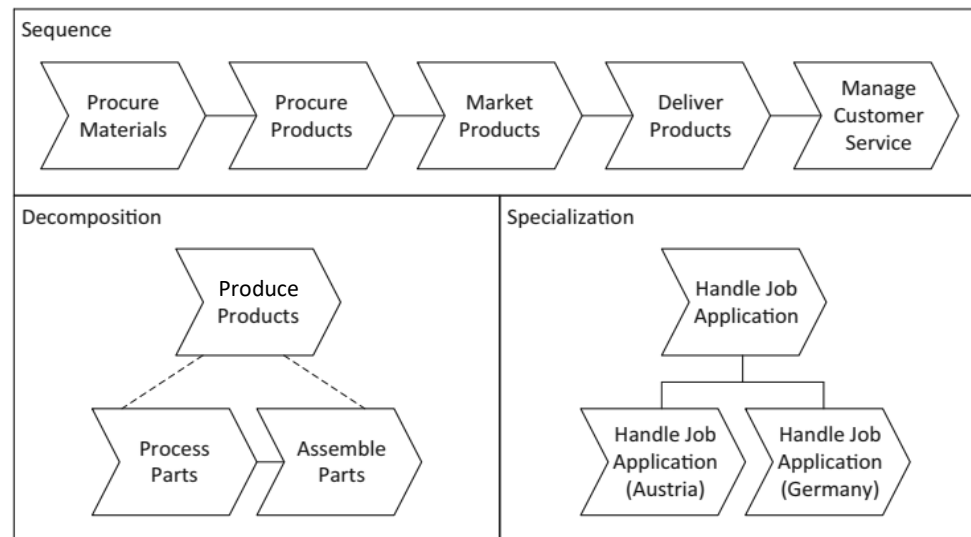 Sequence
Procure
Materials
Procure
Products
Market
Products
Deliver
Products
Manage
Customer
Service
Decomposition
Produce
Products
Process
Parts
Assemble
Parts
Specialization
Handle Job
Application
Handle Job
Application
(Austria)
Handle Job
Application
(Germany)